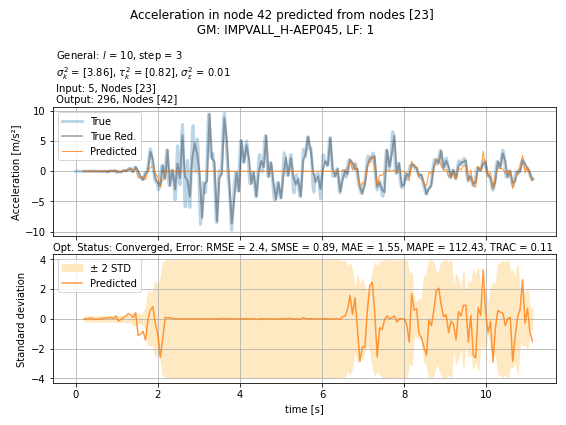 Acceleration in node 42 predicted from nodes [23]
GM: IMPVALL_H-AEP045, LF: 1
General: l = 10, step = 3
σ²ₖ = [3.86], τ²ₖ = [0.82], σ²ε = 0.01
Input: 5, Nodes [23]
Output: 296, Nodes [42]
10
5
0
−5
−10
Acceleration [m/s²]
True
True Red.
Predicted
Opt. Status: Converged, Error: RMSE = 2.4, SMSE = 0.89, MAE = 1.55, MAPE = 112.43, TRAC = 0.11
4
2
0
−2
−4
Standard deviation
± 2 STD
Predicted
0 2 4 6 8 10
time [s]